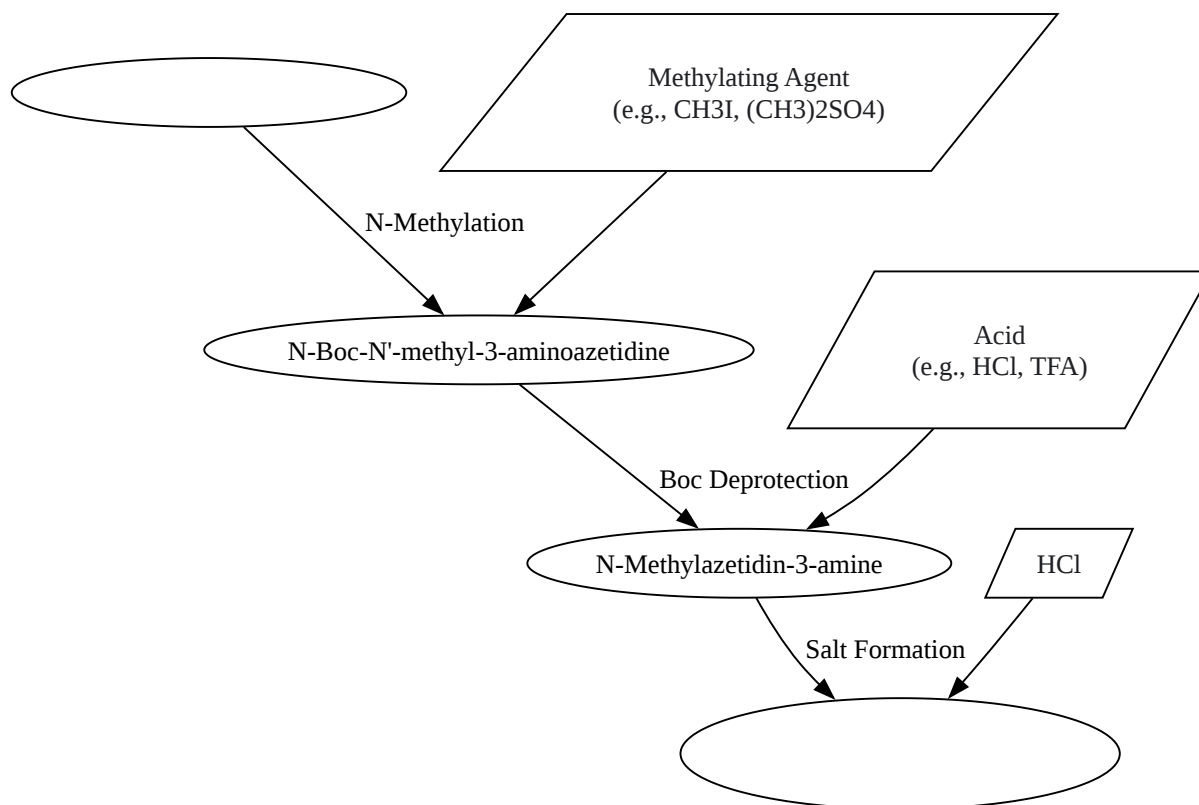 Methylating Agent
(e.g., CH3I, (CH3)2SO4)
N-Methylation
N-Boc-N'-methyl-3-aminoazetidine
Acid
(e.g., HCl, TFA)
Boc Deprotection
N-Methylazetidin-3-amine
HCl
Salt Formation